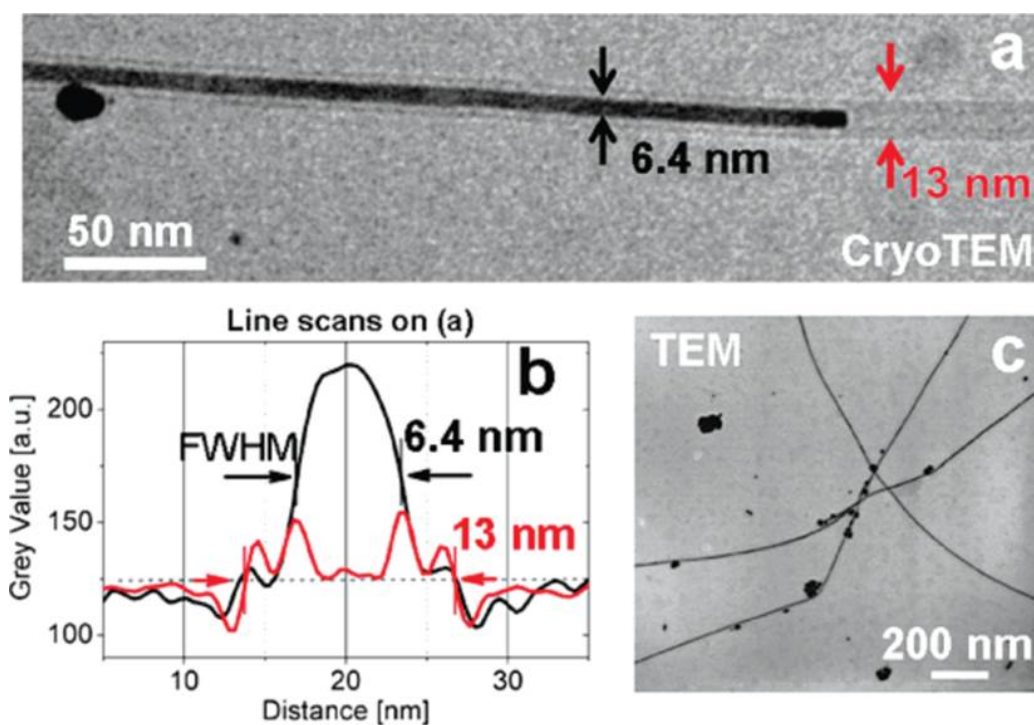 a
6.4 nm
13 nm
50 nm
CryoTEM
Line scans on (a)
b
Grey Value [a.u.]
200
150
100
FWHM
6.4 nm
13 nm
10
20
30
Distance [nm]
TEM
c
200 nm